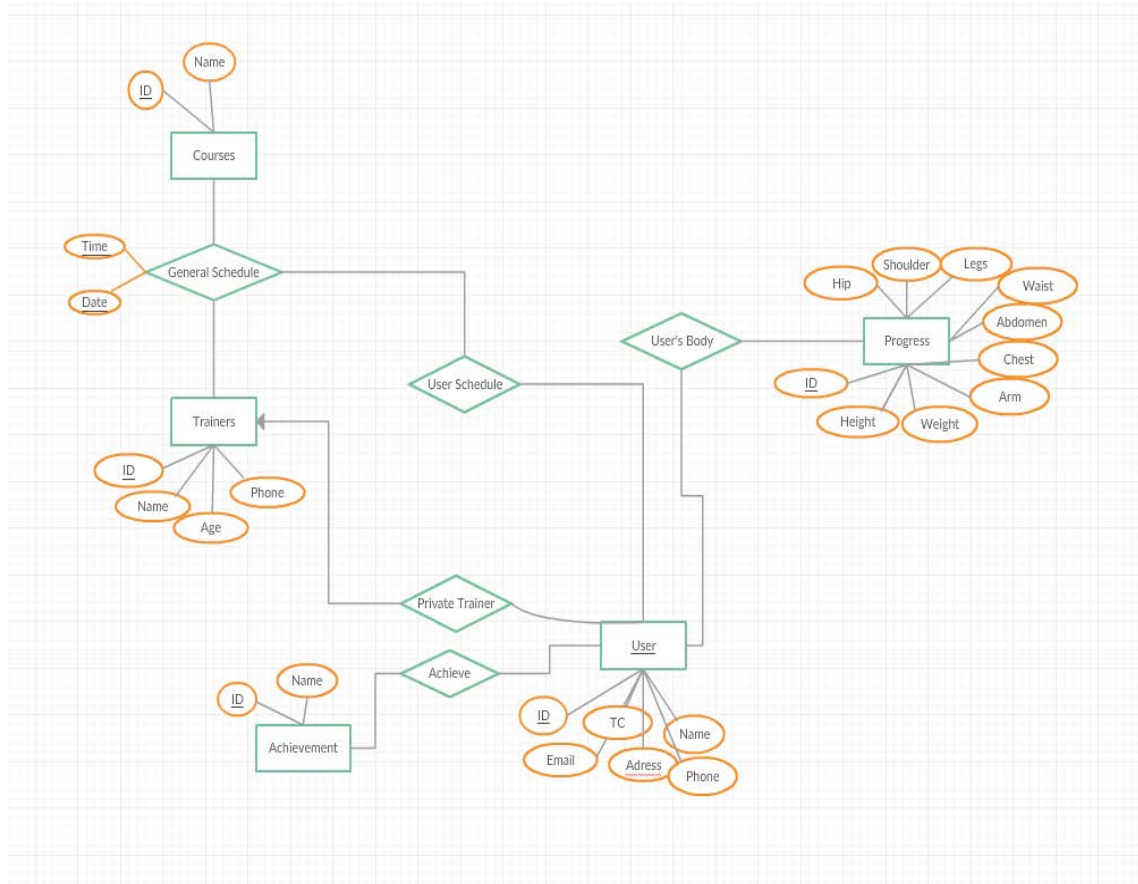 Name
ID
Courses
Time
General Schedule
Date
Trainers
ID
Name
Age
Phone
User Schedule
User's Body
Hip
Shoulder
Legs
Waist
Abdomen
Progress
Chest
ID
Arm
Height
Weight
Private Trainer
Achieve
User
Name
ID
Achievement
ID
TC
Name
Email
Adress
Phone